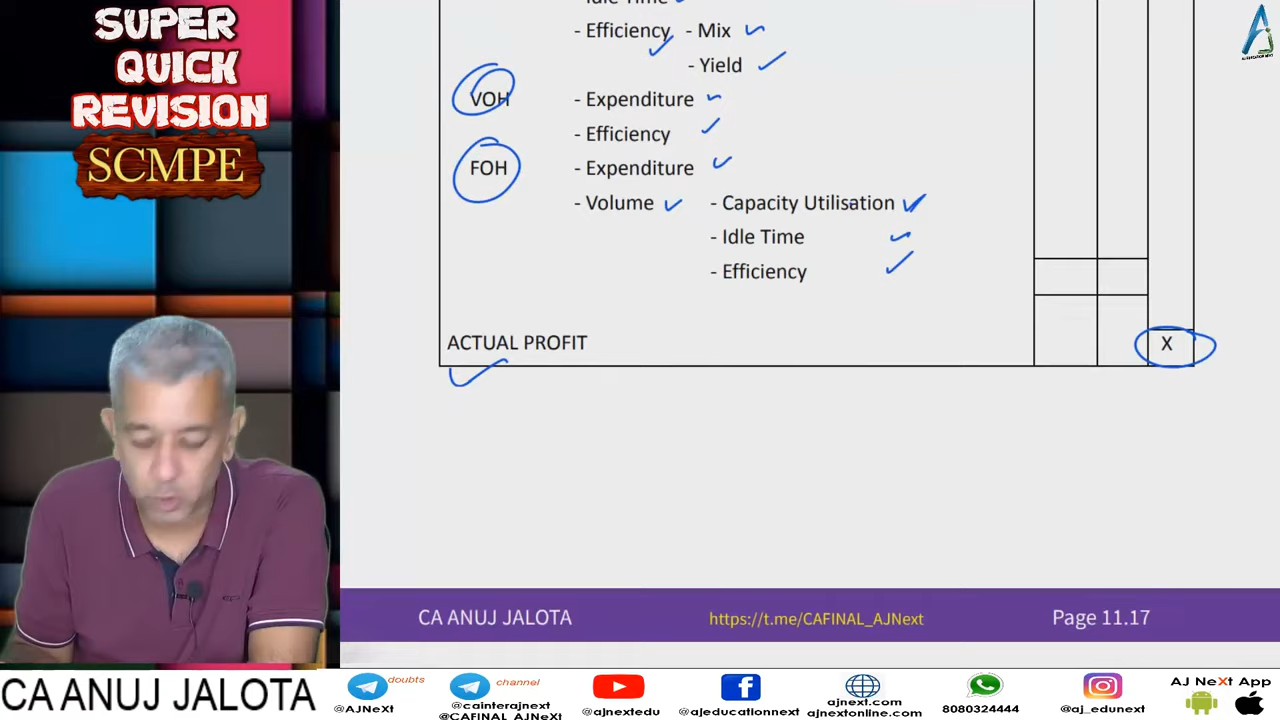 SUPER
QUICK
REVISION
SCMPE
- Idle Time
- Efficiency - Mix
- Yield
VOH - Expenditure
- Efficiency
FOH - Expenditure
- Volume - Capacity Utilisation
- Idle Time
- Efficiency
ACTUAL PROFIT X
CA ANUJ JALOTA https://t.me/CAFINAL_AJNext Page 11.17
CA ANUJ JALOTA
doubts
@AJNeXt
channel
@cainterajnext
@CAFINAL_AJNeXt
@ajnextedu
@ajeducationnext
ajnext.com
ajnextonline.com
8080324444
@aj_edunext
AJ NeXt App